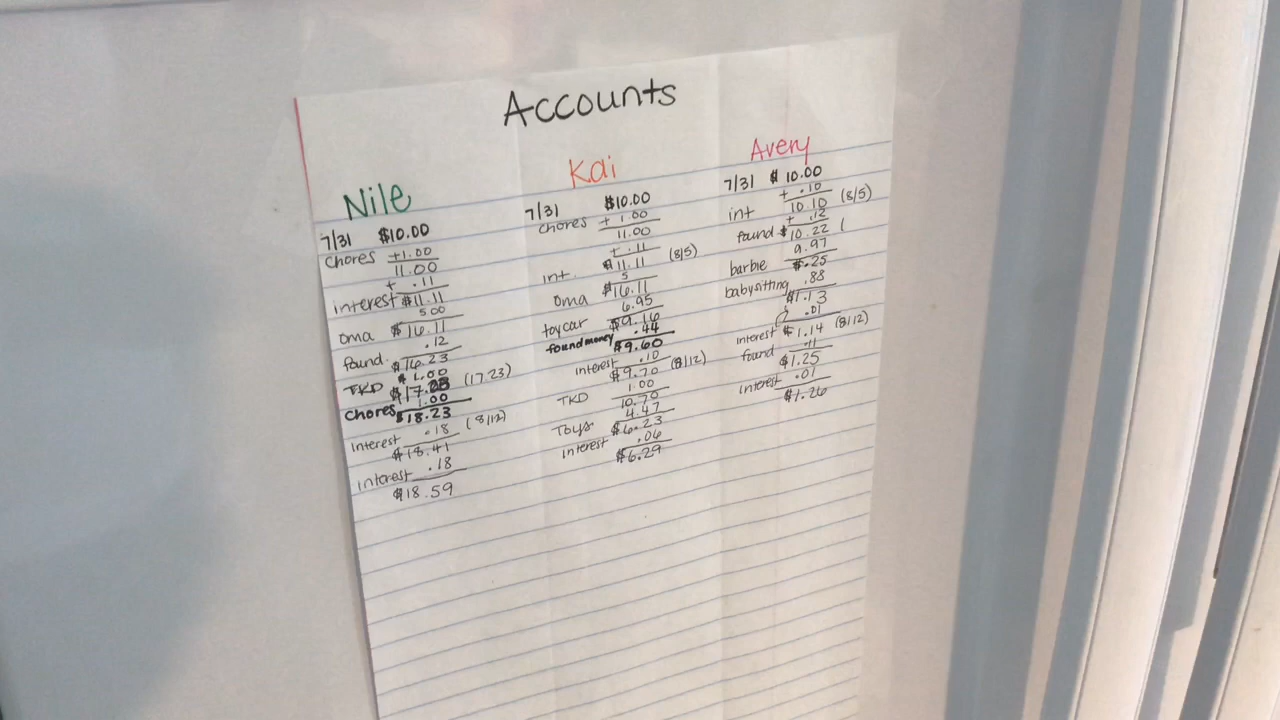 Accounts
Nile
7/31 $10.00
chores +1.00
11.00
+ .11
interest $11.11
5.00
oma $16.11
.12
found $16.23
$1.00
TKD $17.23 (17.23)
chores 1.00
$18.23
interest .18 (8/12)
$18.41
interest .18
$18.59
Kai
7/31 $10.00
chores + 1.00
11.00
+ .11
int. $11.11 (8/5)
5
oma $16.11
6.95
toy car $9.16
found money .44
$9.60
interest .10
$9.70 (8/12)
1.00
TKD 10.70
4.47
Toys $6.23
interest .06
$6.29
Avery
7/31 $10.00
+ .10
int 10.10 (8/5)
+ .12
found $10.22 (
9.97
barbie $.25
babysitting .88
$1.13
.01
interest $1.14 (8/12)
found .11
$1.25
interest .01
$1.26